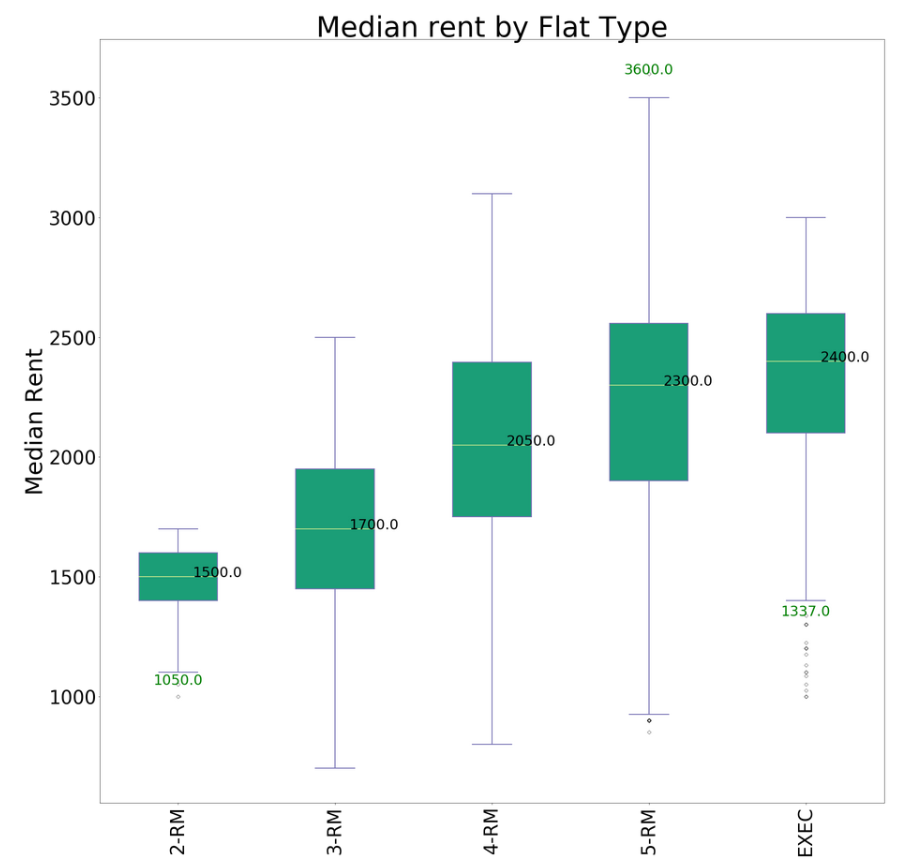 Median rent by Flat Type
3600.0
3500
3000
2500
2400.0
2300.0
2050.0
2000
1700.0
1500
1500.0
1337.0
1050.0
1000
Median Rent
2-RM
3-RM
4-RM
5-RM
EXEC